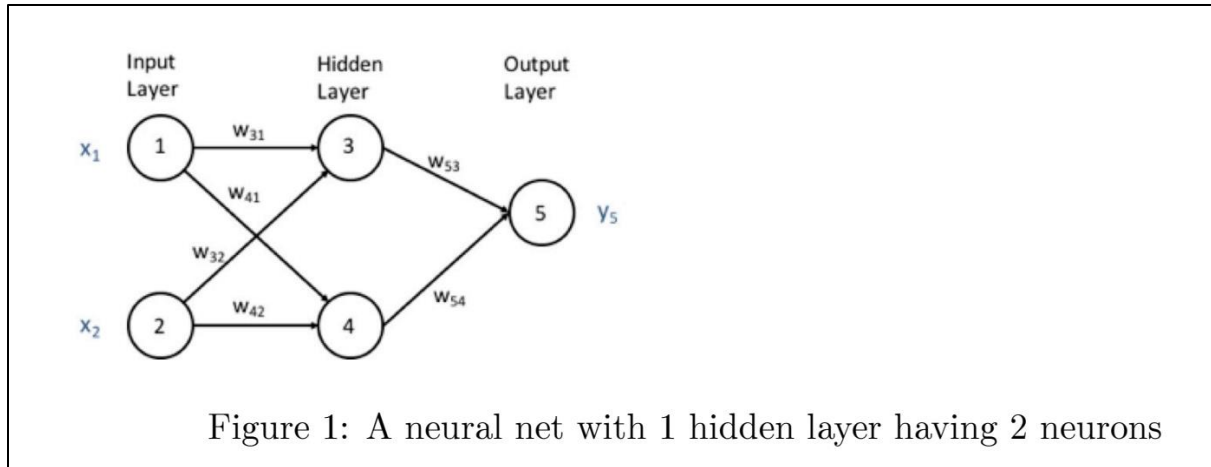 Input Layer
Hidden Layer
Output Layer
x₁
1
w₃₁
3
w₄₁
w₅₃
5
y₅
w₃₂
x₂
2
w₄₂
4
w₅₄
Figure 1: A neural net with 1 hidden layer having 2 neurons